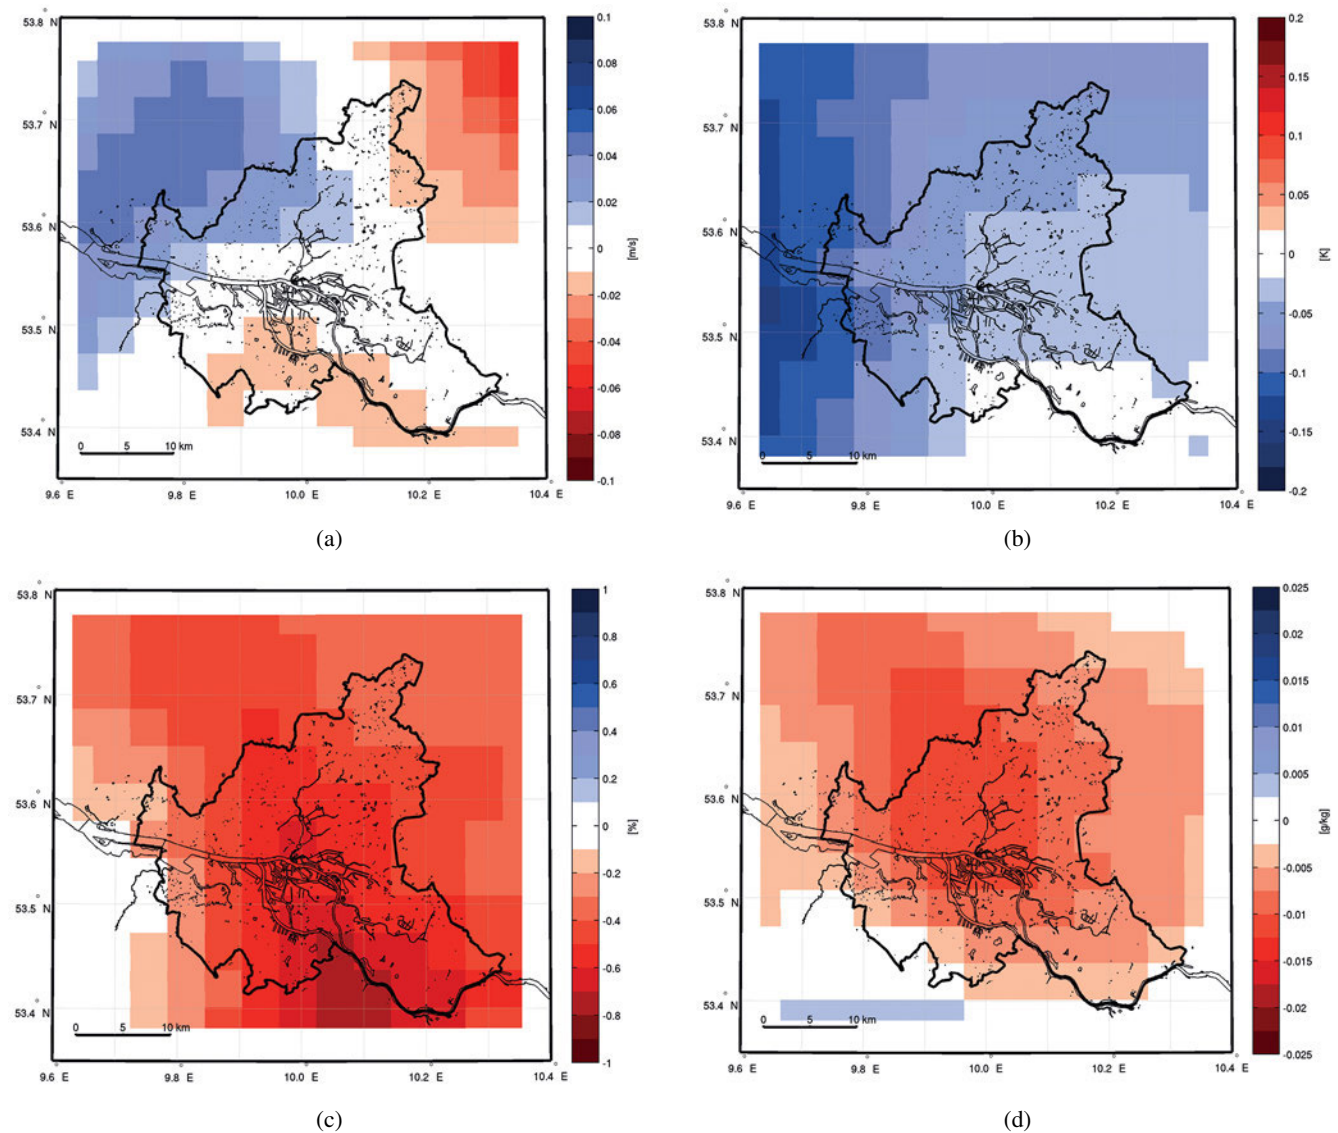 53.8 N
53.7 N
53.6 N
53.5 N
53.4 N
0 5 10 km
9.6 E 9.8 E 10.0 E 10.2 E 10.4 E
0.1
0.08
0.06
0.04
0.02
0
-0.02
-0.04
-0.06
-0.08
-0.1
[m/s]
(a)
53.8 N
53.7 N
53.6 N
53.5 N
53.4 N
0 5 10 km
9.6 E 9.8 E 10.0 E 10.2 E 10.4 E
0.2
0.15
0.1
0.05
0
-0.05
-0.1
-0.15
-0.2
[K]
(b)
53.8 N
53.7 N
53.6 N
53.5 N
53.4 N
0 5 10 km
9.6 E 9.8 E 10.0 E 10.2 E 10.4 E
1
0.8
0.6
0.4
0.2
0
-0.2
-0.4
-0.6
-0.8
-1
[%]
(c)
53.8 N
53.7 N
53.6 N
53.5 N
53.4 N
0 5 10 km
9.6 E 9.8 E 10.0 E 10.2 E 10.4 E
0.025
0.02
0.015
0.01
0.005
0
-0.005
-0.01
-0.015
-0.02
-0.025
[g/kg]
(d)